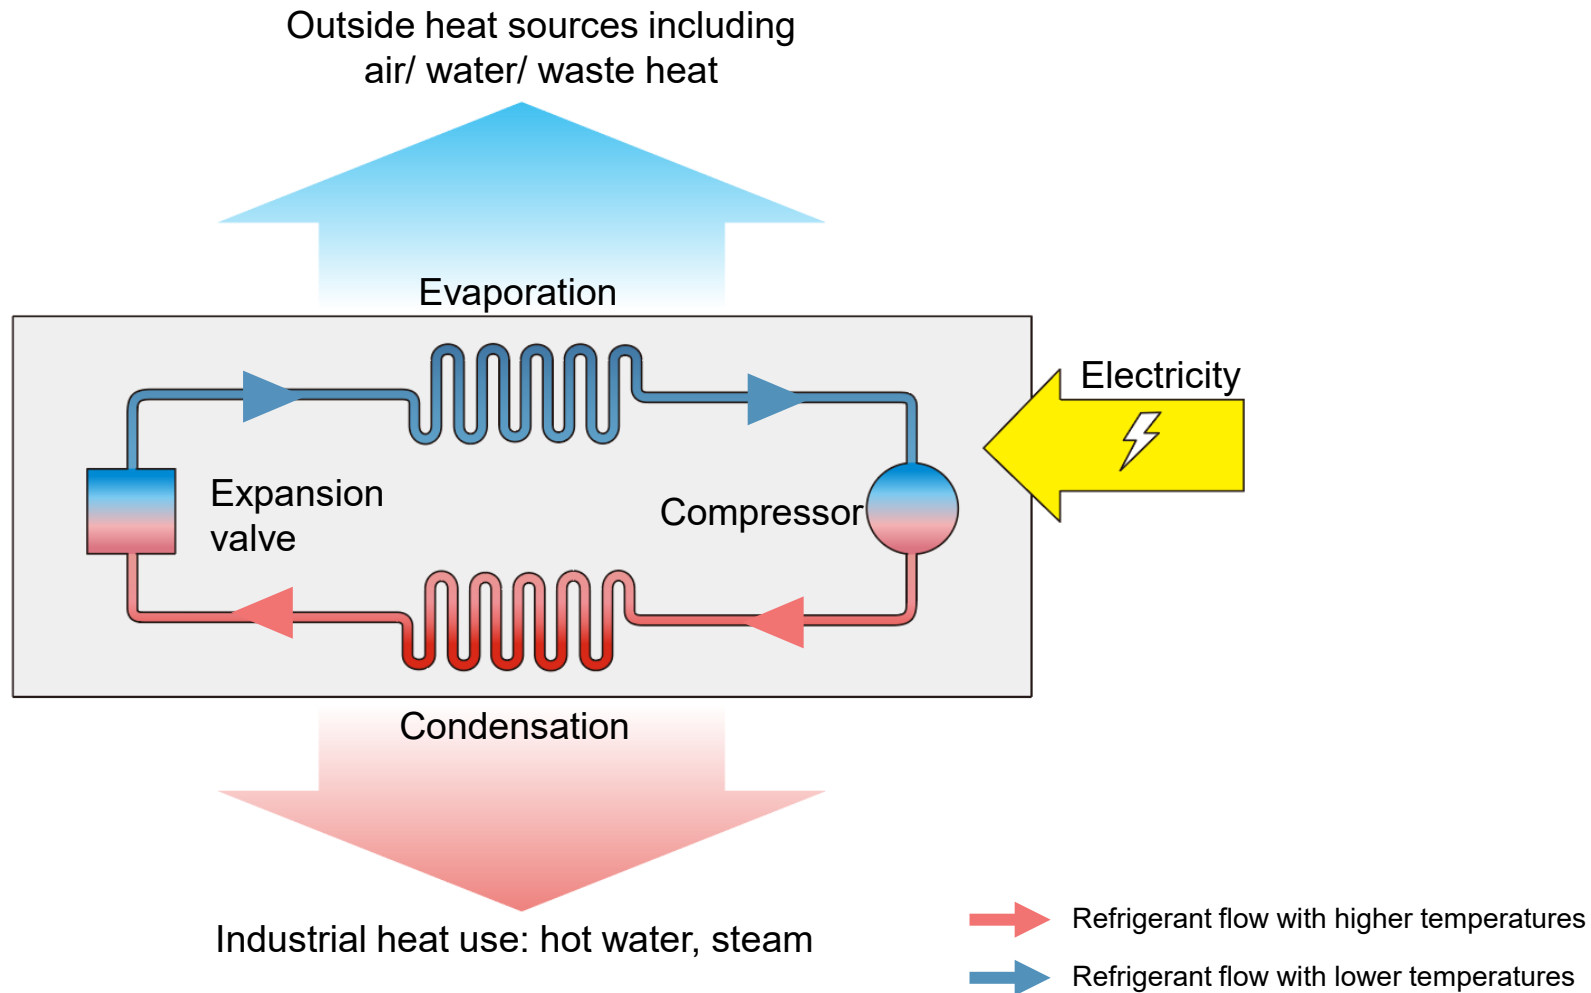 Outside heat sources including
air/ water/ waste heat
Evaporation
Electricity
Expansion
valve
Compressor
Condensation
Industrial heat use: hot water, steam
Refrigerant flow with higher temperatures
Refrigerant flow with lower temperatures